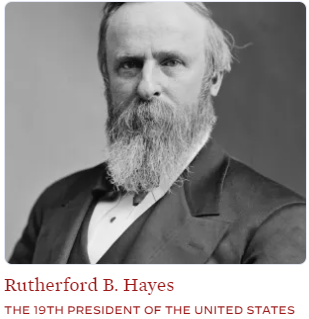 Rutherford B. Hayes
THE 19TH PRESIDENT OF THE UNITED STATES